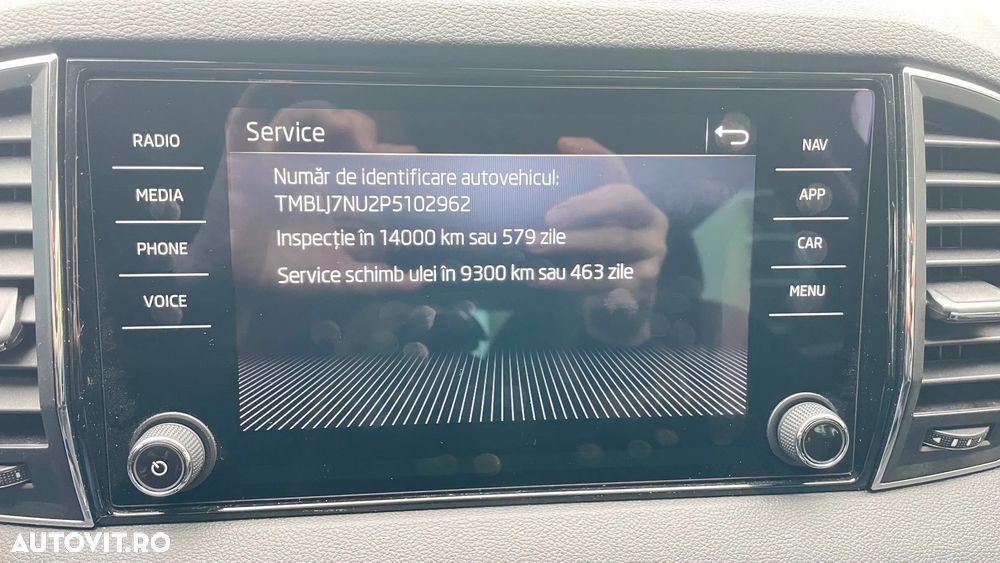 RADIO
MEDIA
PHONE
VOICE
Service
Număr de identificare autovehicul:
TMBLJ7NU2P5102962
Inspecție în 14000 km sau 579 zile
Service schimb ulei în 9300 km sau 463 zile
NAV
APP
CAR
MENU
AUTOVIT.RO